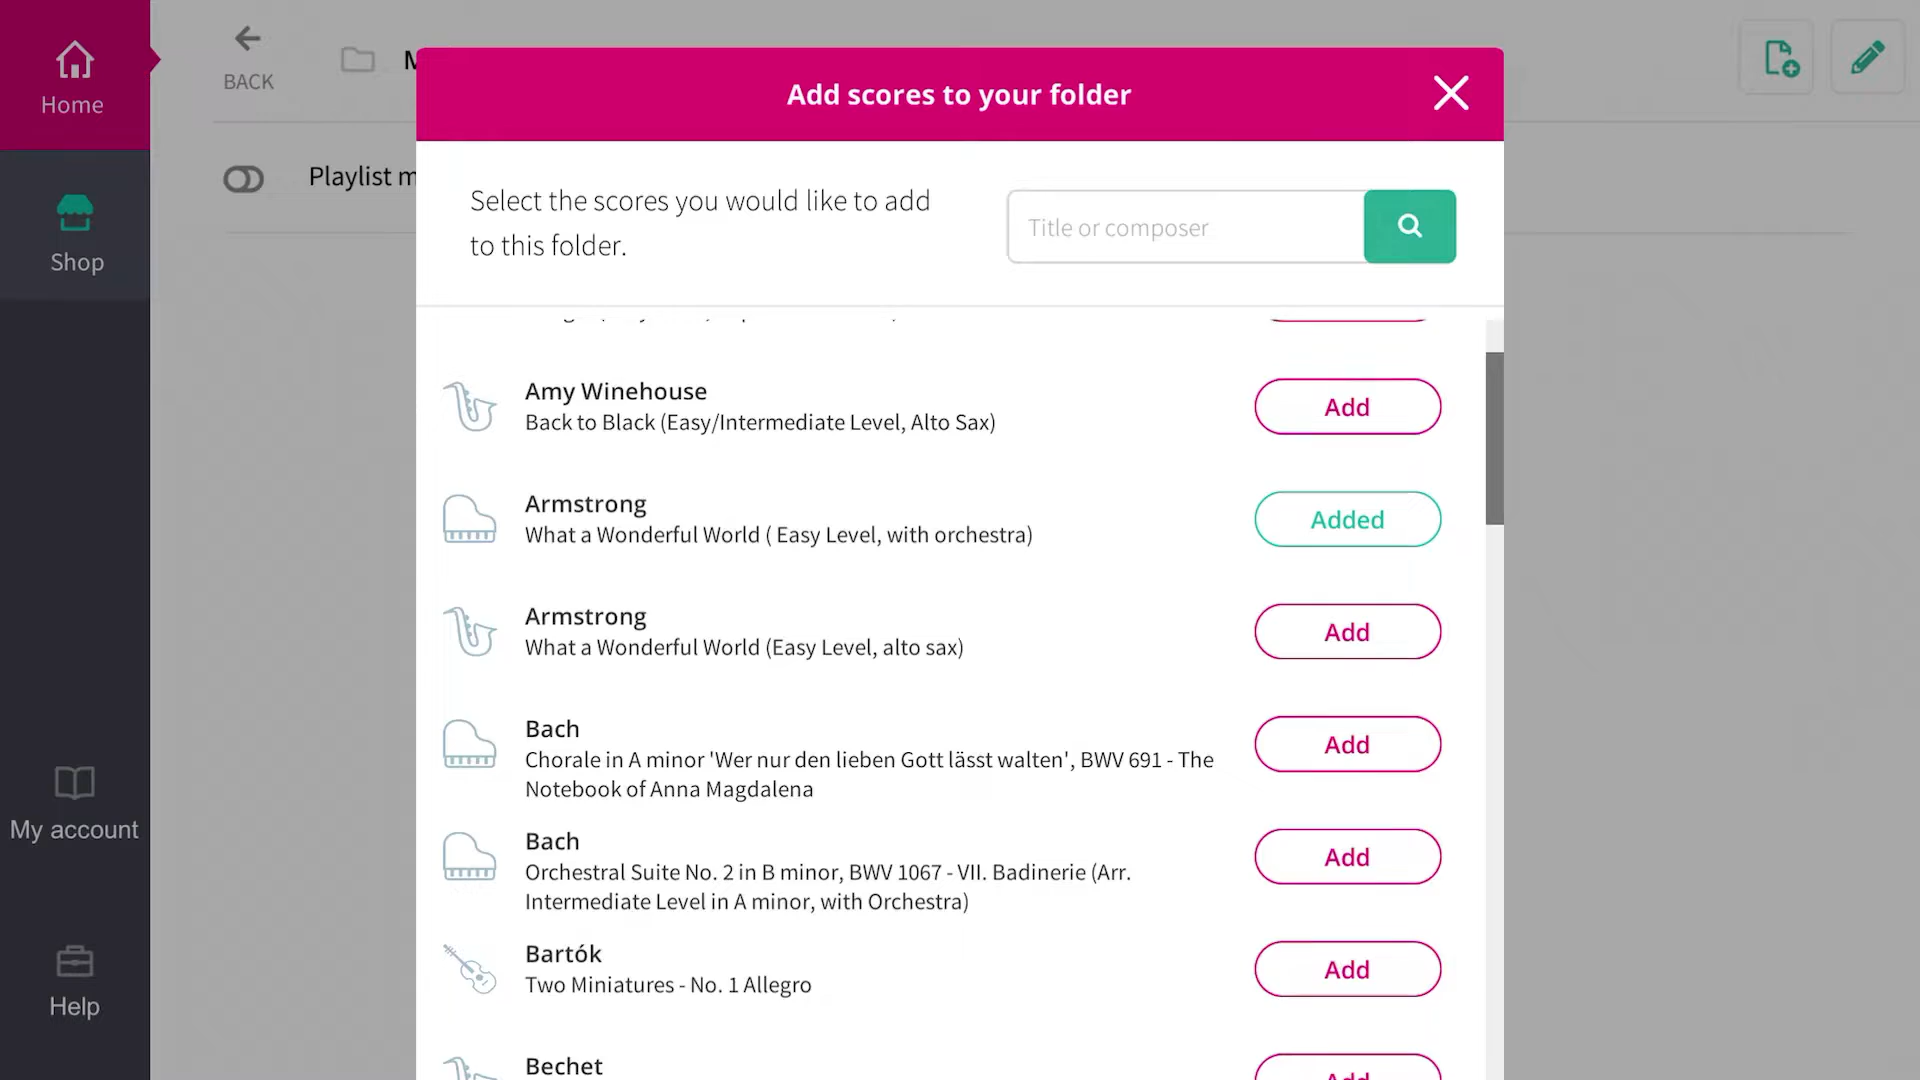 Home
BACK
M
Add scores to your folder
Shop
Playlist m
Select the scores you would like to add
to this folder.
Title or composer
Amy Winehouse
Back to Black (Easy/Intermediate Level, Alto Sax)
Add
Armstrong
What a Wonderful World ( Easy Level, with orchestra)
Added
Armstrong
What a Wonderful World (Easy Level, alto sax)
Add
Bach
Chorale in A minor 'Wer nur den lieben Gott lässt walten', BWV 691 - The
Notebook of Anna Magdalena
Add
Bach
Orchestral Suite No. 2 in B minor, BWV 1067 - VII. Badinerie (Arr.
Intermediate Level in A minor, with Orchestra)
Add
Bartók
Two Miniatures - No. 1 Allegro
Add
Bechet
Add
My account
Help